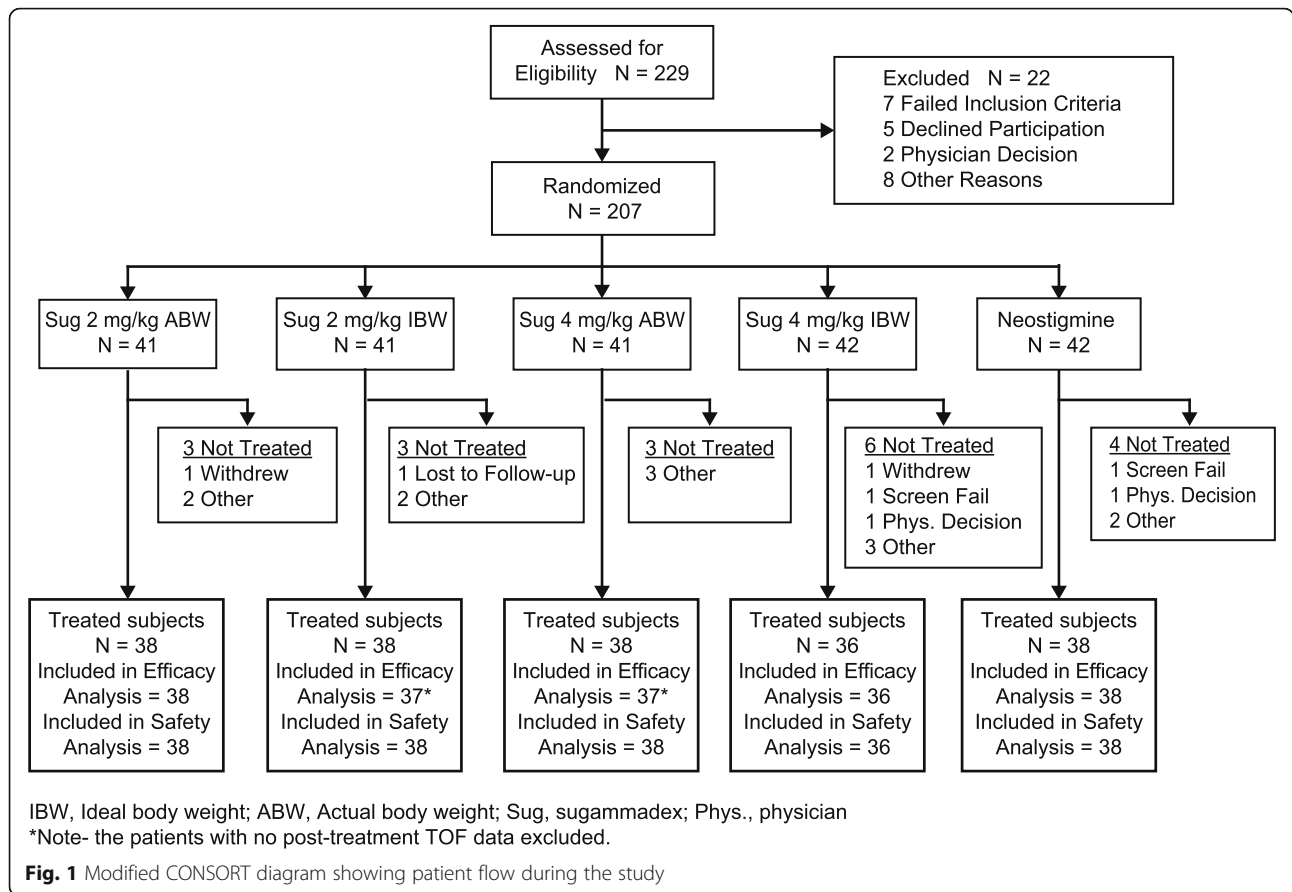 Assessed for
Eligibility N = 229
Excluded N = 22
7 Failed Inclusion Criteria
5 Declined Participation
2 Physician Decision
8 Other Reasons
Randomized
N = 207
Sug 2 mg/kg ABW
N = 41
Sug 2 mg/kg IBW
N = 41
Sug 4 mg/kg ABW
N = 41
Sug 4 mg/kg IBW
N = 42
Neostigmine
N = 42
3 Not Treated
1 Withdrew
2 Other
3 Not Treated
1 Lost to Follow-up
2 Other
3 Not Treated
3 Other
6 Not Treated
1 Withdrew
1 Screen Fail
1 Phys. Decision
3 Other
4 Not Treated
1 Screen Fail
1 Phys. Decision
2 Other
Treated subjects
N = 38
Included in Efficacy
Analysis = 38
Included in Safety
Analysis = 38
Treated subjects
N = 38
Included in Efficacy
Analysis = 37*
Included in Safety
Analysis = 38
Treated subjects
N = 38
Included in Efficacy
Analysis = 37*
Included in Safety
Analysis = 38
Treated subjects
N = 36
Included in Efficacy
Analysis = 36
Included in Safety
Analysis = 36
Treated subjects
N = 38
Included in Efficacy
Analysis = 38
Included in Safety
Analysis = 38
IBW, Ideal body weight; ABW, Actual body weight; Sug, sugammadex; Phys., physician
*Note- the patients with no post-treatment TOF data excluded.
Fig. 1 Modified CONSORT diagram showing patient flow during the study